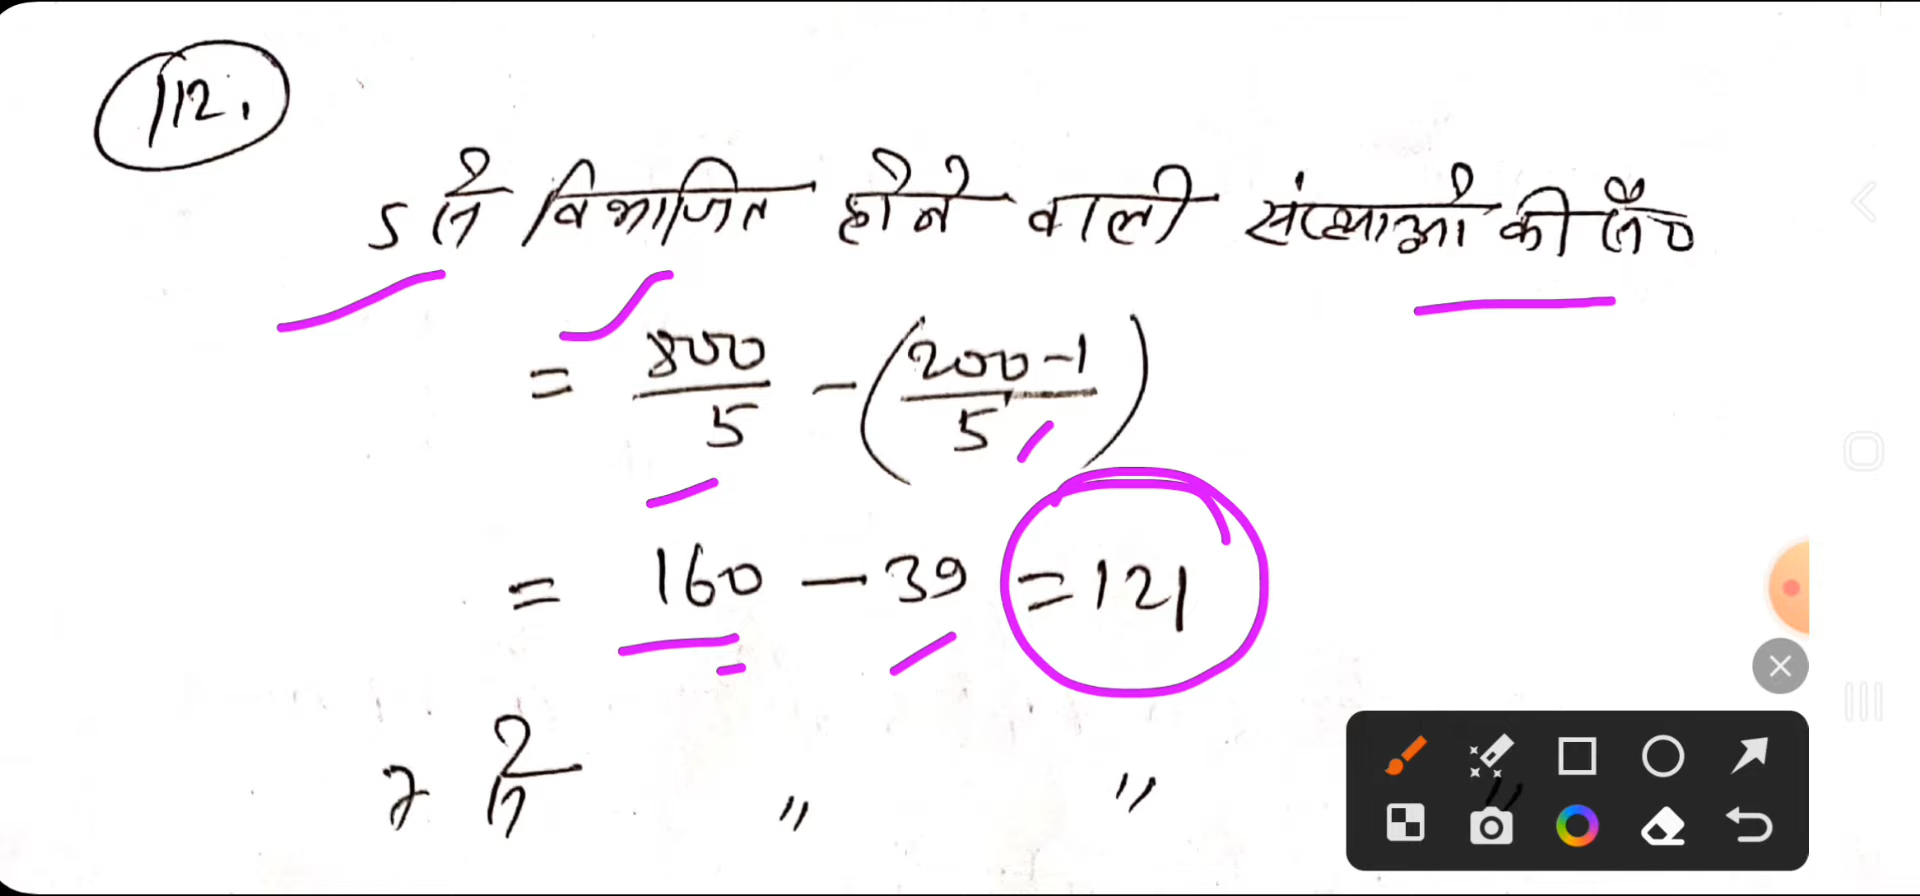 112.
5 से विभाजित होने वाली संख्याओं की सं०
= 800/5 - (200-1/5)
= 160 - 39 = 121
7 से " " "